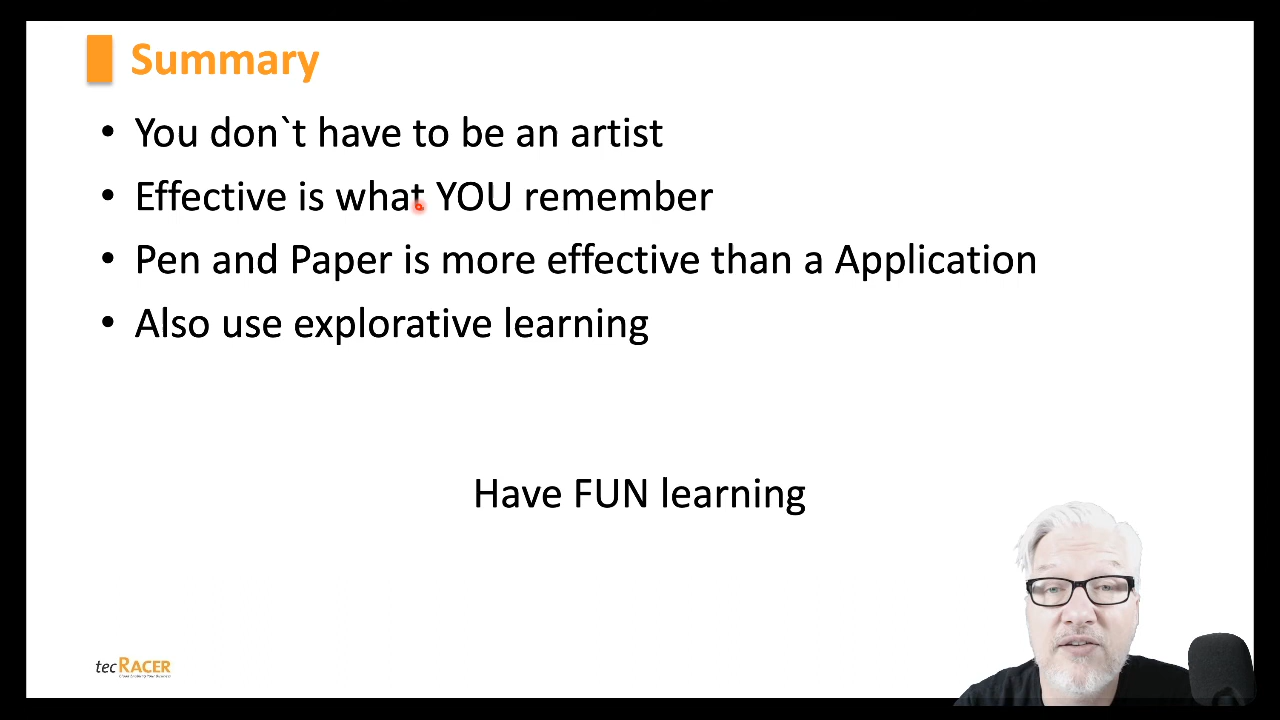 Summary
• You don`t have to be an artist
• Effective is what YOU remember
• Pen and Paper is more effective than a Application
• Also use explorative learning
Have FUN learning
tecRACER